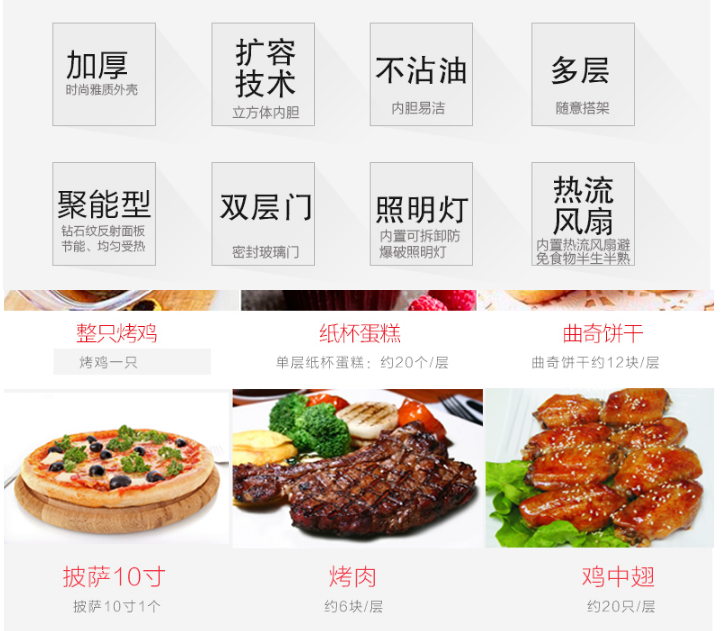 加厚
时尚雅质外壳
扩容
技术
立方体内胆
不沾油
内胆易洁
多层
随意搭架
聚能型
钻石纹反射面板
节能、均匀受热
双层门
密封玻璃门
照明灯
内置可拆卸防
爆破照明灯
热流
风扇
内置热流风扇避
免食物半生半熟
整只烤鸡
烤鸡一只
纸杯蛋糕
单层纸杯蛋糕：约20个/层
曲奇饼干
曲奇饼干约12块/层
披萨10寸
披萨10寸1个
烤肉
约6块/层
鸡中翅
约20只/层